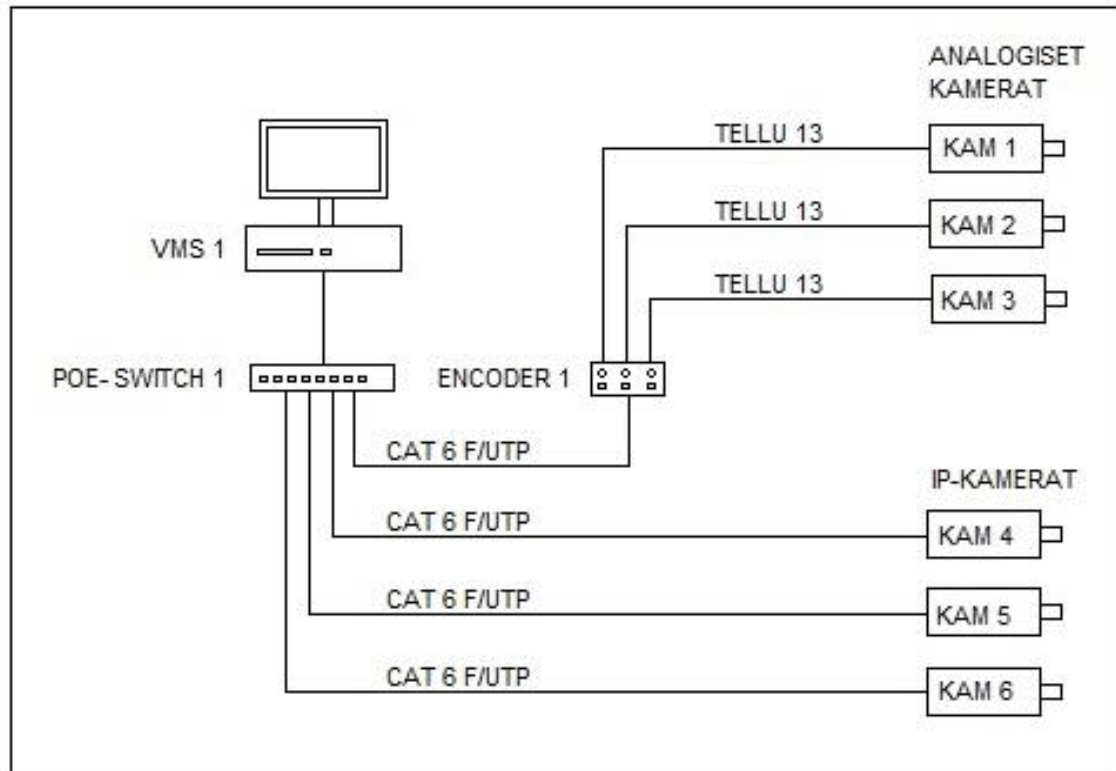 ANALOGISET
KAMERAT
TELLU 13
KAM 1
TELLU 13
KAM 2
VMS 1
TELLU 13
KAM 3
POE- SWITCH 1
ENCODER 1
CAT 6 F/UTP
IP-KAMERAT
CAT 6 F/UTP
KAM 4
CAT 6 F/UTP
KAM 5
CAT 6 F/UTP
KAM 6